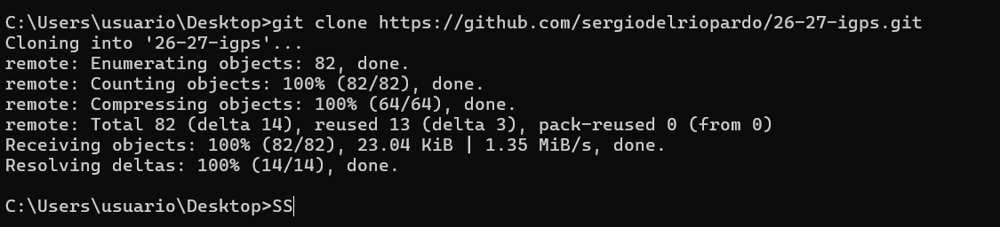 C:\Users\usuario\Desktop>git clone https://github.com/sergiodelriopardo/26-27-igps.git
Cloning into '26-27-igps'...
remote: Enumerating objects: 82, done.
remote: Counting objects: 100% (82/82), done.
remote: Compressing objects: 100% (64/64), done.
remote: Total 82 (delta 14), reused 13 (delta 3), pack-reused 0 (from 0)
Receiving objects: 100% (82/82), 23.04 KiB | 1.35 MiB/s, done.
Resolving deltas: 100% (14/14), done.
C:\Users\usuario\Desktop>SS